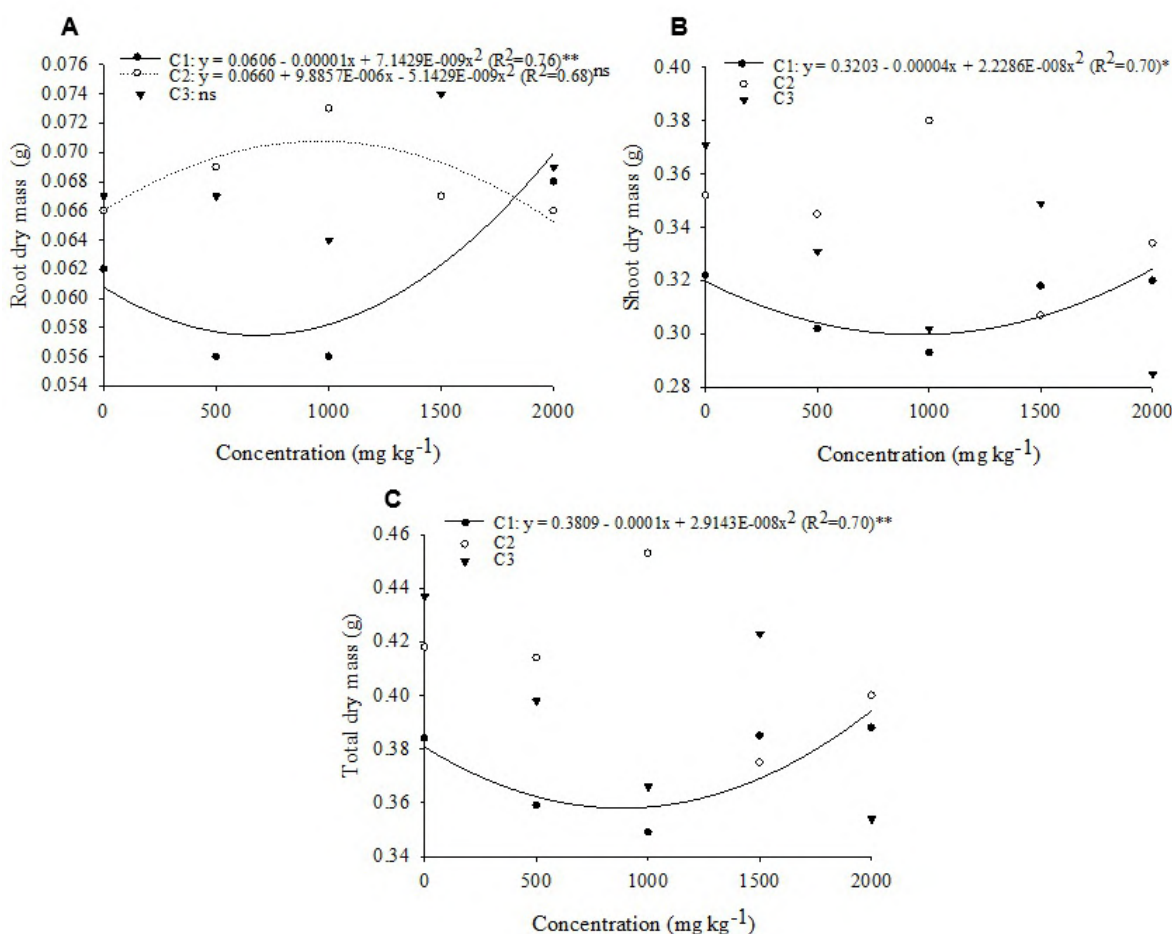 A
C1: y = 0.0606 - 0.00001x + 7.1429E-009x² (R²=0.76)**
C2: y = 0.0660 + 9.8857E-006x - 5.1429E-009x² (R²=0.68)ⁿˢ
C3: ns
0.076
0.074
0.072
0.070
0.068
0.066
0.064
0.062
0.060
0.058
0.056
0.054
Root dry mass (g)
0 500 1000 1500 2000
Concentration (mg kg⁻¹)
B
C1: y = 0.3203 - 0.00004x + 2.2286E-008x² (R²=0.70)*
C2
C3
0.40
0.38
0.36
0.34
0.32
0.30
0.28
Shoot dry mass (g)
0 500 1000 1500 2000
Concentration (mg kg⁻¹)
C
C1: y = 0.3809 - 0.0001x + 2.9143E-008x² (R²=0.70)**
C2
C3
0.46
0.44
0.42
0.40
0.38
0.36
0.34
Total dry mass (g)
0 500 1000 1500 2000
Concentration (mg kg⁻¹)